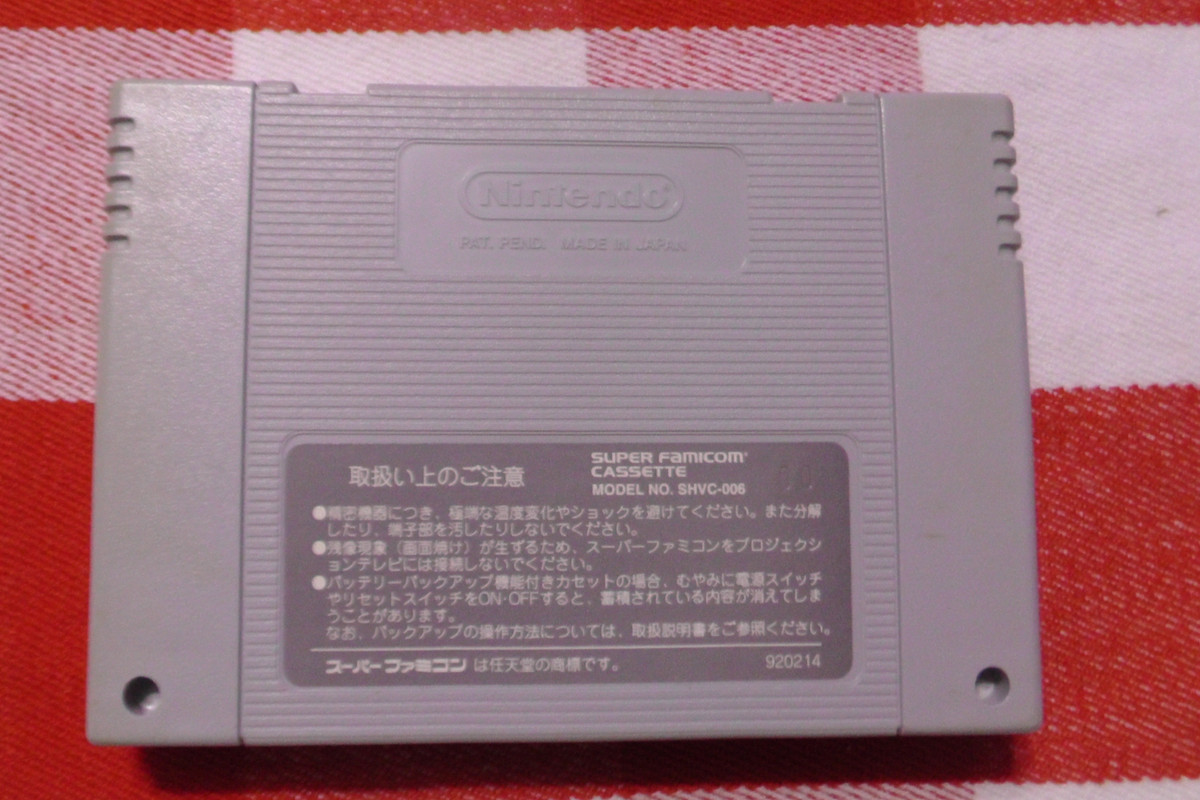 Nintendo®
PAT. PEND. MADE IN JAPAN
取扱い上のご注意
SUPER FAMICOM®
CASSETTE
MODEL NO. SHVC-006
●精密機器につき、極端な温度変化やショックを避けてください。また分解
したり、端子部を汚したりしないでください。
●残像現象（画面焼け）が生ずるため、スーパーファミコンをプロジェクシ
ョンテレビには接続しないでください。
●バッテリーバックアップ機能付きカセットの場合、むやみに電源スイッチ
やリセットスイッチをON・OFFすると、蓄積されている内容が消えてしま
うことがあります。
なお、バックアップの操作方法については、取扱説明書をご参照ください。
スーパーファミコン は任天堂の商標です。 920214